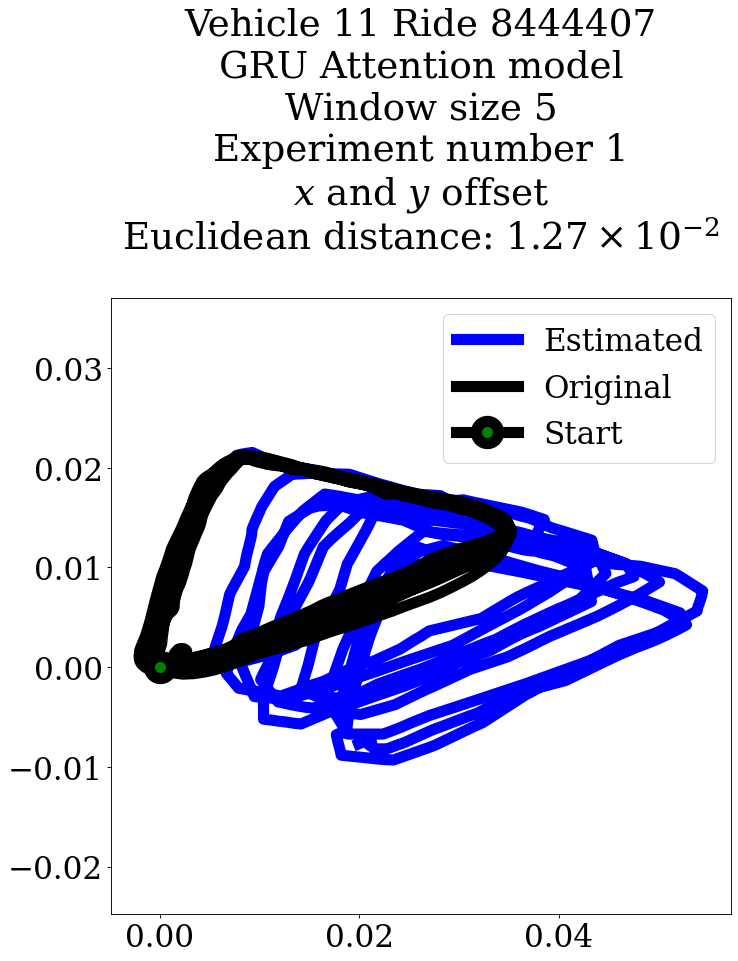 Vehicle 11 Ride 8444407
GRU Attention model
Window size 5
Experiment number 1
x and y offset
Euclidean distance: 1.27 × 10⁻²
Estimated
Original
Start
0.03
0.02
0.01
0.00
−0.01
−0.02
0.00 0.02 0.04